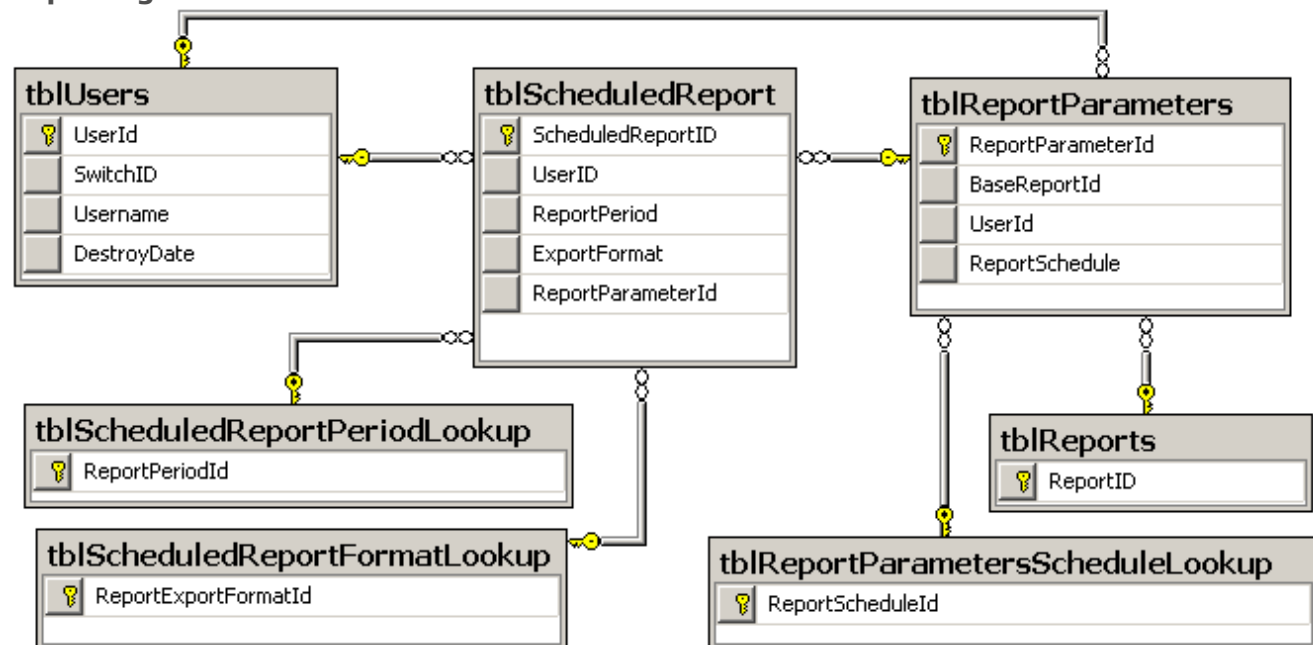 tblUsers
UserId
SwitchID
Username
DestroyDate
tblScheduledReport
ScheduledReportID
UserID
ReportPeriod
ExportFormat
ReportParameterId
tblReportParameters
ReportParameterId
BaseReportId
UserId
ReportSchedule
tblScheduledReportPeriodLookup
ReportPeriodId
tblReports
ReportID
tblScheduledReportFormatLookup
ReportExportFormatId
tblReportParametersScheduleLookup
ReportScheduleId